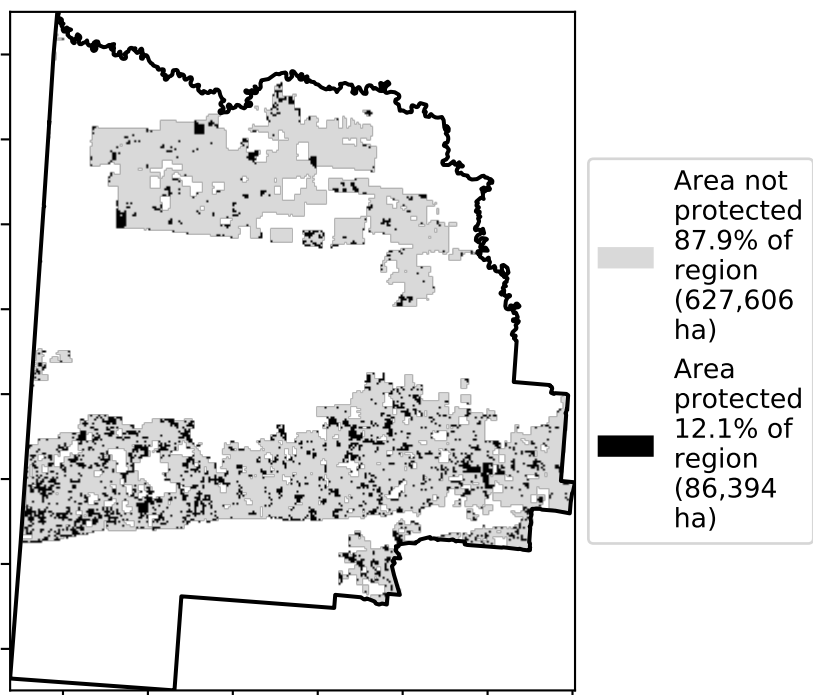 Area not
protected
87.9% of
region
(627,606
ha)
Area
protected
12.1% of
region
(86,394
ha)